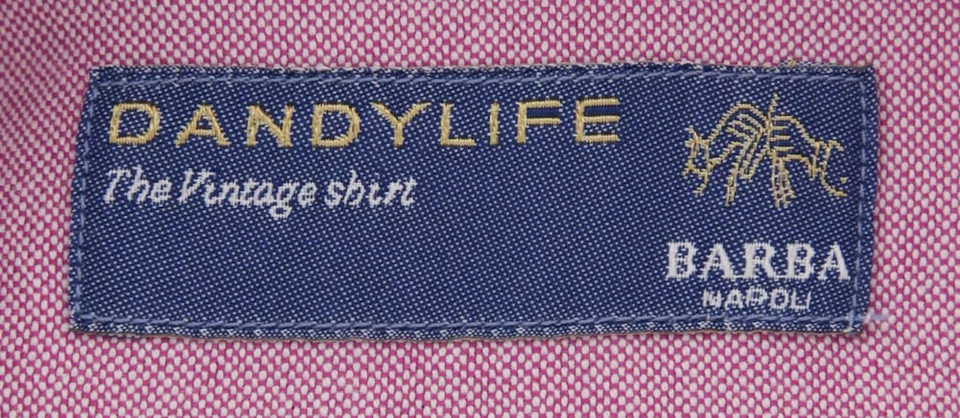 DANDYLIFE
The Vintage shirt
BARBA
NAPOLI